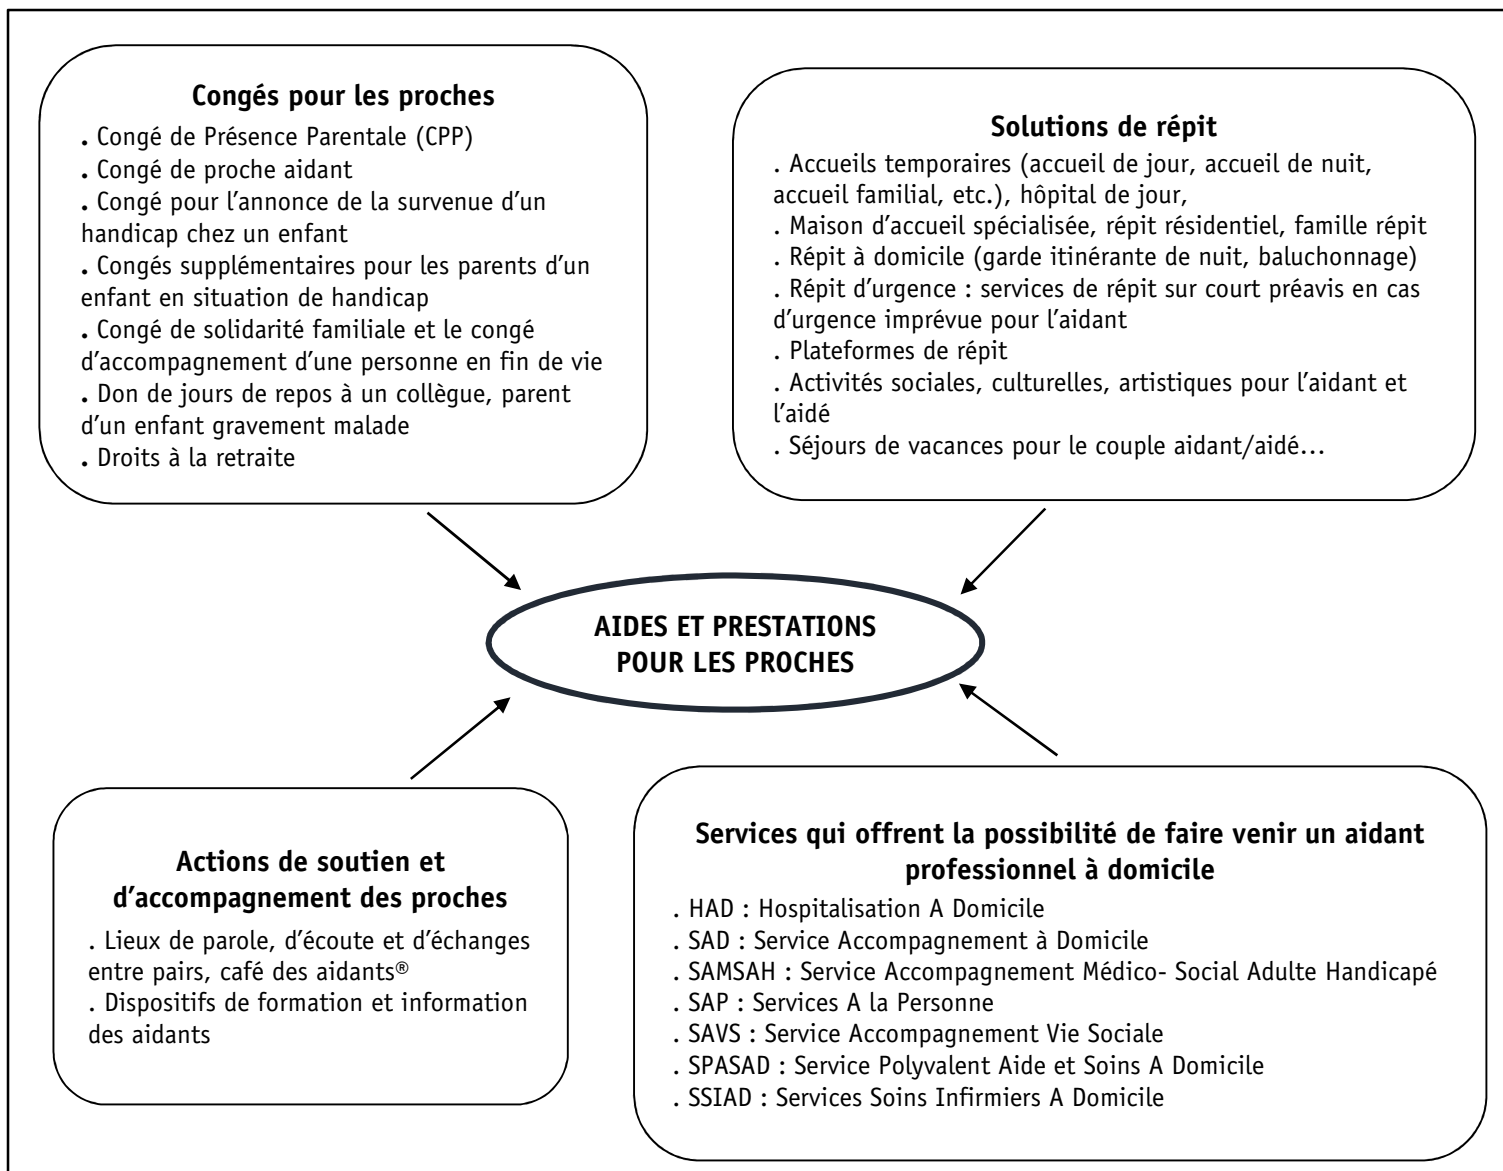 Congés pour les proches
. Congé de Présence Parentale (CPP)
. Congé de proche aidant
. Congé pour l’annonce de la survenue d’un
handicap chez un enfant
. Congés supplémentaires pour les parents d’un
enfant en situation de handicap
. Congé de solidarité familiale et le congé
d’accompagnement d’une personne en fin de vie
. Don de jours de repos à un collègue, parent
d’un enfant gravement malade
. Droits à la retraite
Solutions de répit
. Accueils temporaires (accueil de jour, accueil de nuit,
accueil familial, etc.), hôpital de jour,
. Maison d’accueil spécialisée, répit résidentiel, famille répit
. Répit à domicile (garde itinérante de nuit, baluchonnage)
. Répit d’urgence : services de répit sur court préavis en cas
d’urgence imprévue pour l’aidant
. Plateformes de répit
. Activités sociales, culturelles, artistiques pour l’aidant et
l’aidé
. Séjours de vacances pour le couple aidant/aidé…
AIDES ET PRESTATIONS
POUR LES PROCHES
Actions de soutien et
d’accompagnement des proches
. Lieux de parole, d’écoute et d’échanges
entre pairs, café des aidants®
. Dispositifs de formation et information
des aidants
Services qui offrent la possibilité de faire venir un aidant
professionnel à domicile
. HAD : Hospitalisation A Domicile
. SAD : Service Accompagnement à Domicile
. SAMSAH : Service Accompagnement Médico- Social Adulte Handicapé
. SAP : Services A la Personne
. SAVS : Service Accompagnement Vie Sociale
. SPASAD : Service Polyvalent Aide et Soins A Domicile
. SSIAD : Services Soins Infirmiers A Domicile